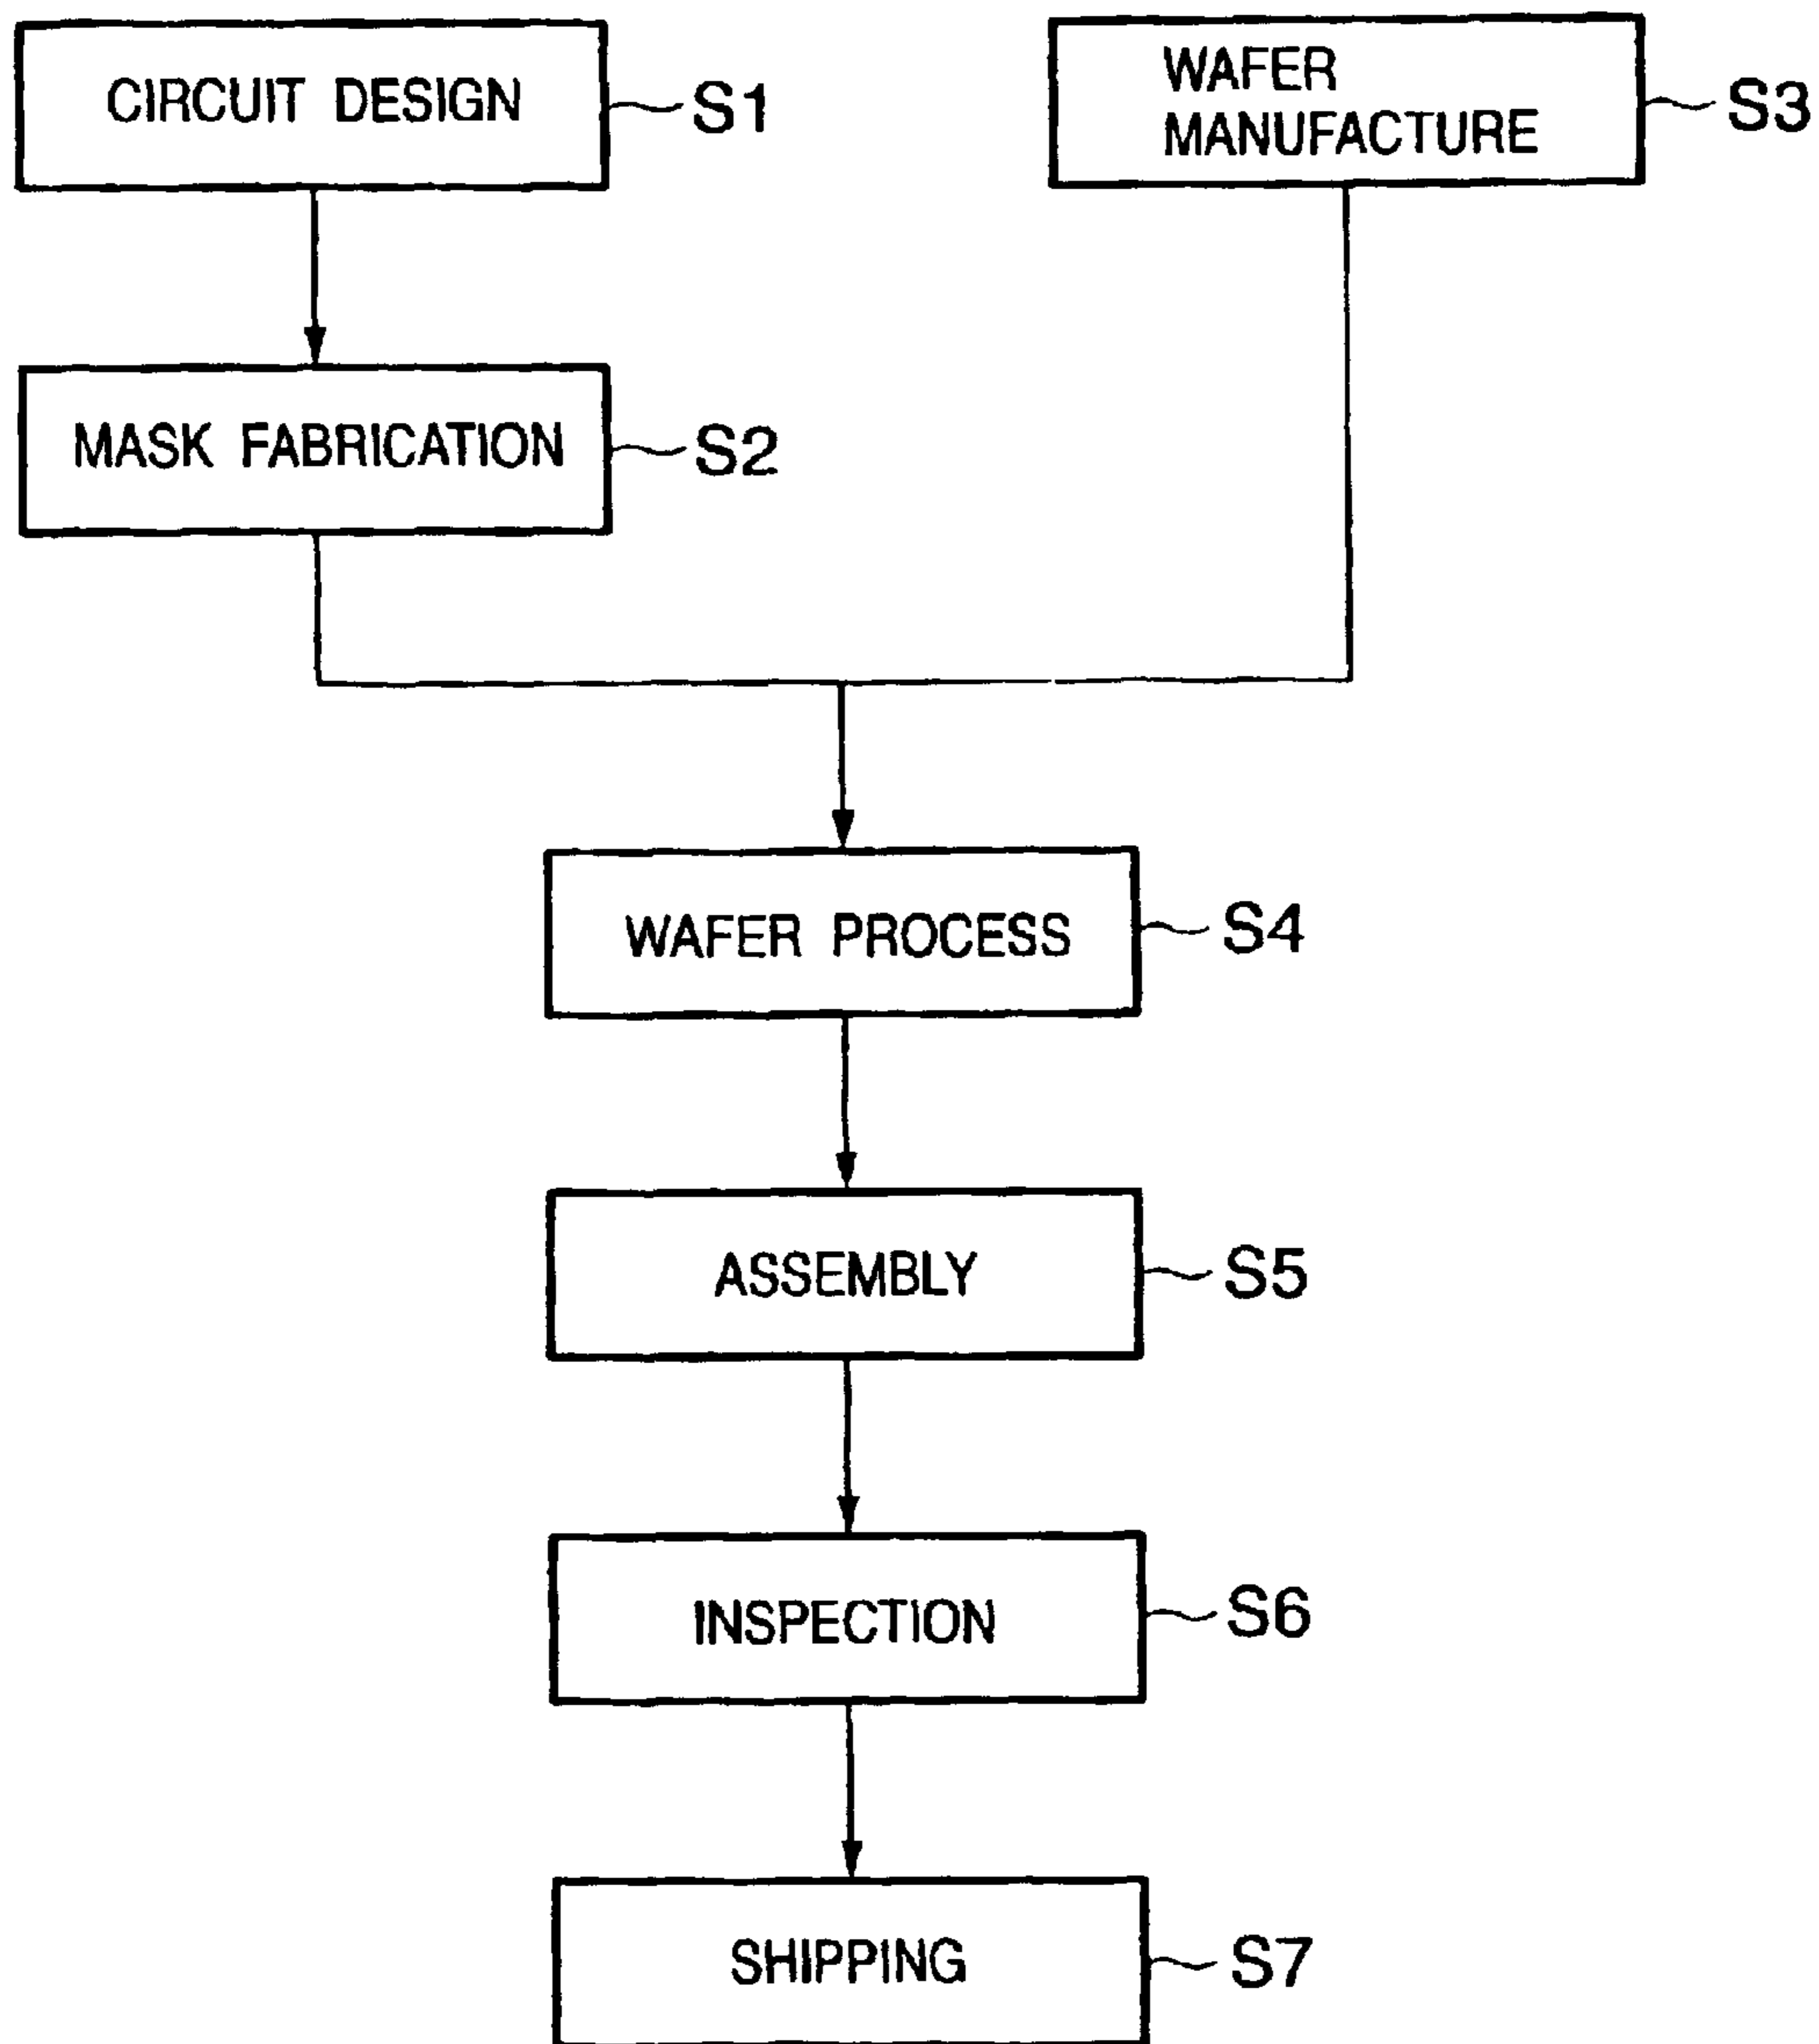 CIRCUIT DESIGN
S1
WAFER
MANUFACTURE
S3
MASK FABRICATION
S2
WAFER PROCESS
S4
ASSEMBLY
S5
INSPECTION
S6
SHIPPING
S7